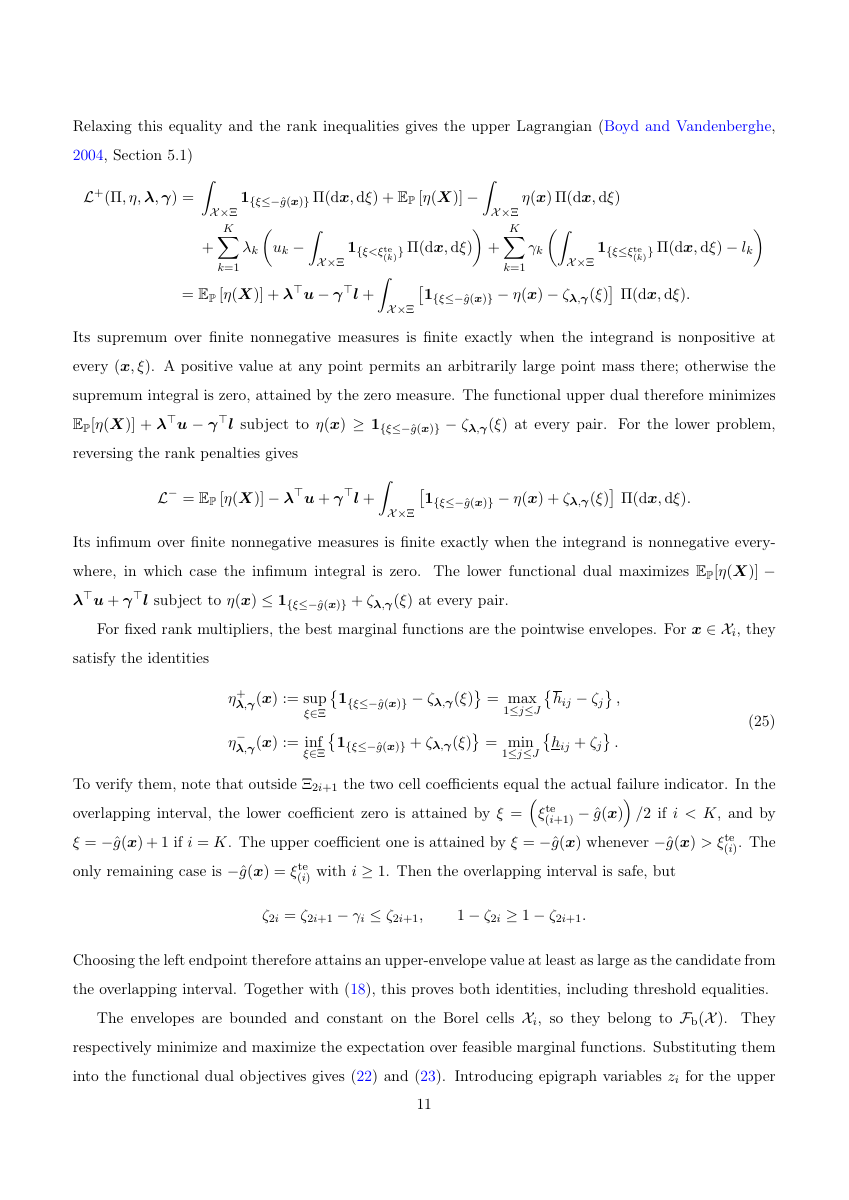 Relaxing this equality and the rank inequalities gives the upper Lagrangian (Boyd and Vandenberghe,
2004, Section 5.1)
ℒ⁺(Π, η, λ, γ) = ∫_{𝒳×Ξ} 1_{{ξ≤−ĝ(x)}} Π(dx, dξ) + 𝔼_ℙ [η(X)] − ∫_{𝒳×Ξ} η(x) Π(dx, dξ)
+ ∑_{k=1}^{K} λ_k (u_k − ∫_{𝒳×Ξ} 1_{{ξ<ξ^{te}_{(k)}}} Π(dx, dξ)) + ∑_{k=1}^{K} γ_k (∫_{𝒳×Ξ} 1_{{ξ≤ξ^{te}_{(k)}}} Π(dx, dξ) − l_k)
= 𝔼_ℙ [η(X)] + λ^⊤u − γ^⊤l + ∫_{𝒳×Ξ} [1_{{ξ≤−ĝ(x)}} − η(x) − ζ_{λ,γ}(ξ)] Π(dx, dξ).
Its supremum over finite nonnegative measures is finite exactly when the integrand is nonpositive at
every (x, ξ). A positive value at any point permits an arbitrarily large point mass there; otherwise the
supremum integral is zero, attained by the zero measure. The functional upper dual therefore minimizes
𝔼_ℙ[η(X)] + λ^⊤u − γ^⊤l subject to η(x) ≥ 1_{{ξ≤−ĝ(x)}} − ζ_{λ,γ}(ξ) at every pair. For the lower problem,
reversing the rank penalties gives
ℒ⁻ = 𝔼_ℙ [η(X)] − λ^⊤u + γ^⊤l + ∫_{𝒳×Ξ} [1_{{ξ≤−ĝ(x)}} − η(x) + ζ_{λ,γ}(ξ)] Π(dx, dξ).
Its infimum over finite nonnegative measures is finite exactly when the integrand is nonnegative every-
where, in which case the infimum integral is zero. The lower functional dual maximizes 𝔼_ℙ[η(X)] −
λ^⊤u + γ^⊤l subject to η(x) ≤ 1_{{ξ≤−ĝ(x)}} + ζ_{λ,γ}(ξ) at every pair.
For fixed rank multipliers, the best marginal functions are the pointwise envelopes. For x ∈ 𝒳_i, they
satisfy the identities
η⁺_{λ,γ}(x) := sup_{ξ∈Ξ} {1_{{ξ≤−ĝ(x)}} − ζ_{λ,γ}(ξ)} = max_{1≤j≤J} {h̅_{ij} − ζ_j} ,
η⁻_{λ,γ}(x) := inf_{ξ∈Ξ} {1_{{ξ≤−ĝ(x)}} + ζ_{λ,γ}(ξ)} = min_{1≤j≤J} {h̲_{ij} + ζ_j} .
(25)
To verify them, note that outside Ξ_{2i+1} the two cell coefficients equal the actual failure indicator. In the
overlapping interval, the lower coefficient zero is attained by ξ = (ξ^{te}_{(i+1)} − ĝ(x)) /2 if i < K, and by
ξ = −ĝ(x) + 1 if i = K. The upper coefficient one is attained by ξ = −ĝ(x) whenever −ĝ(x) > ξ^{te}_{(i)}. The
only remaining case is −ĝ(x) = ξ^{te}_{(i)} with i ≥ 1. Then the overlapping interval is safe, but
ζ_{2i} = ζ_{2i+1} − γ_i ≤ ζ_{2i+1}, 1 − ζ_{2i} ≥ 1 − ζ_{2i+1}.
Choosing the left endpoint therefore attains an upper-envelope value at least as large as the candidate from
the overlapping interval. Together with (18), this proves both identities, including threshold equalities.
The envelopes are bounded and constant on the Borel cells 𝒳_i, so they belong to ℱ_b(𝒳). They
respectively minimize and maximize the expectation over feasible marginal functions. Substituting them
into the functional dual objectives gives (22) and (23). Introducing epigraph variables z_i for the upper
11